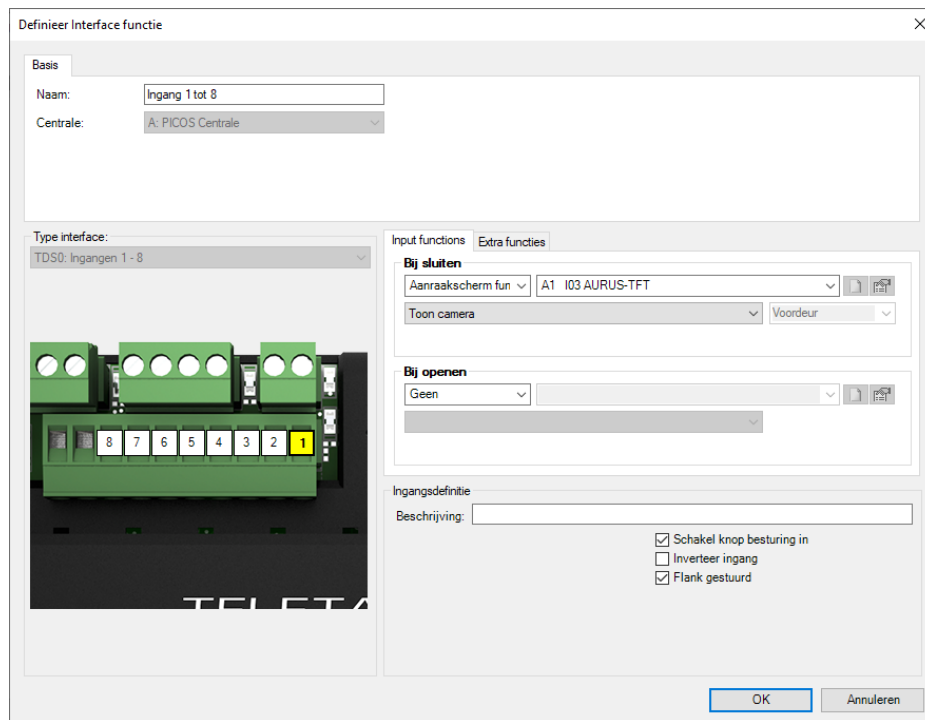 Definieer Interface functie
Basis
Naam: Ingang 1 tot 8
Centrale: A: PICOS Centrale
Type interface:
TDS0: Ingangen 1 - 8
8 7 6 5 4 3 2 1
Input functions Extra functies
Bij sluiten
Aanraakscherm fun A1 I03 AURUS-TFT
Toon camera Voordeur
Bij openen
Geen
Ingangsdefinitie
Beschrijving:
Schakel knop besturing in
Inverteer ingang
Flank gestuurd
OK Annuleren